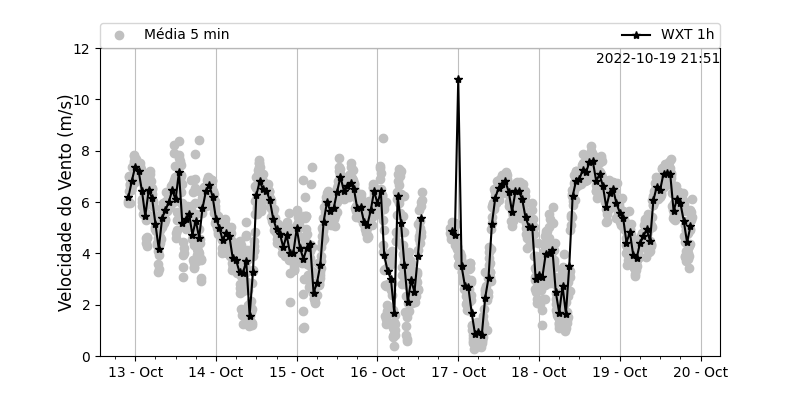 Média 5 min
WXT 1h
2022-10-19 21:51
Velocidade do Vento (m/s)
12
10
8
6
4
2
0
13 - Oct
14 - Oct
15 - Oct
16 - Oct
17 - Oct
18 - Oct
19 - Oct
20 - Oct